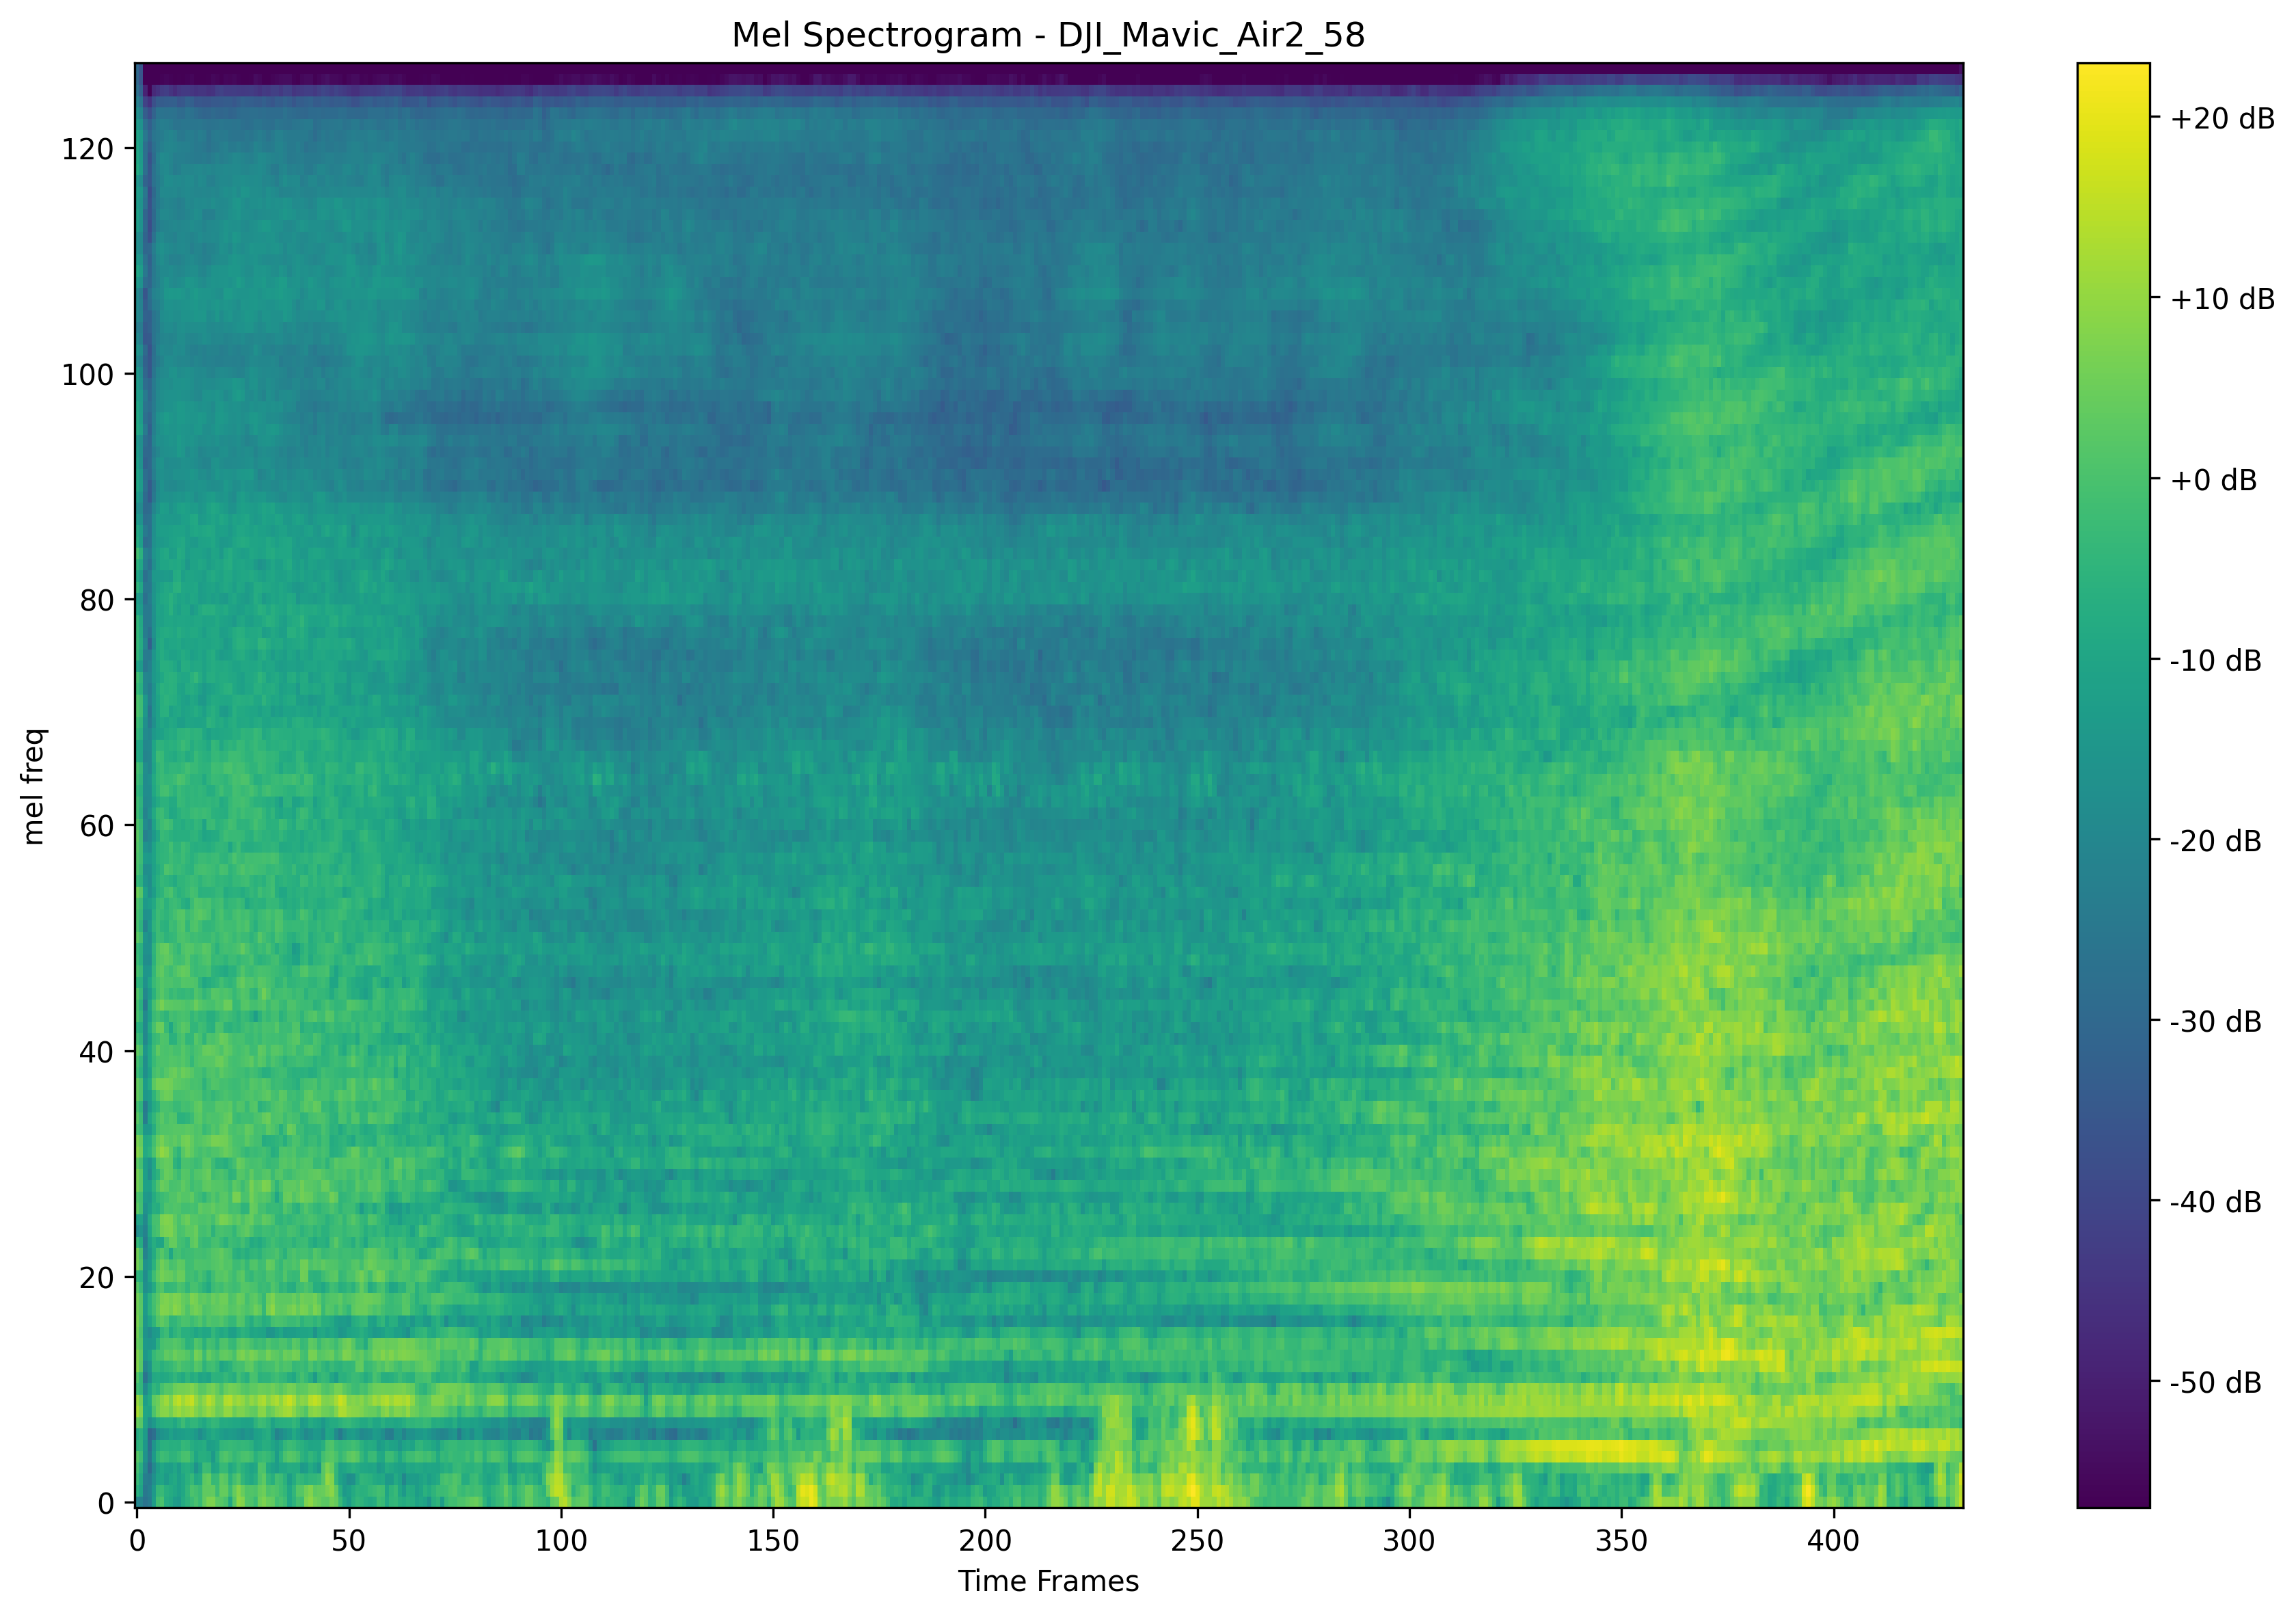 Mel Spectrogram - DJI_Mavic_Air2_58
mel freq
120
100
80
60
40
20
0
0 50 100 150 200 250 300 350 400
Time Frames
+20 dB
+10 dB
+0 dB
-10 dB
-20 dB
-30 dB
-40 dB
-50 dB